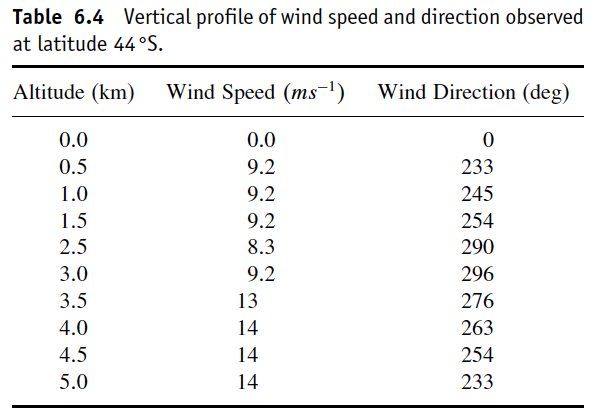 Table 6.4 Vertical profile of wind speed and direction observed
at latitude 44°S.
Altitude (km) Wind Speed (ms⁻¹) Wind Direction (deg)
0.0 0.0 0
0.5 9.2 233
1.0 9.2 245
1.5 9.2 254
2.5 8.3 290
3.0 9.2 296
3.5 13 276
4.0 14 263
4.5 14 254
5.0 14 233